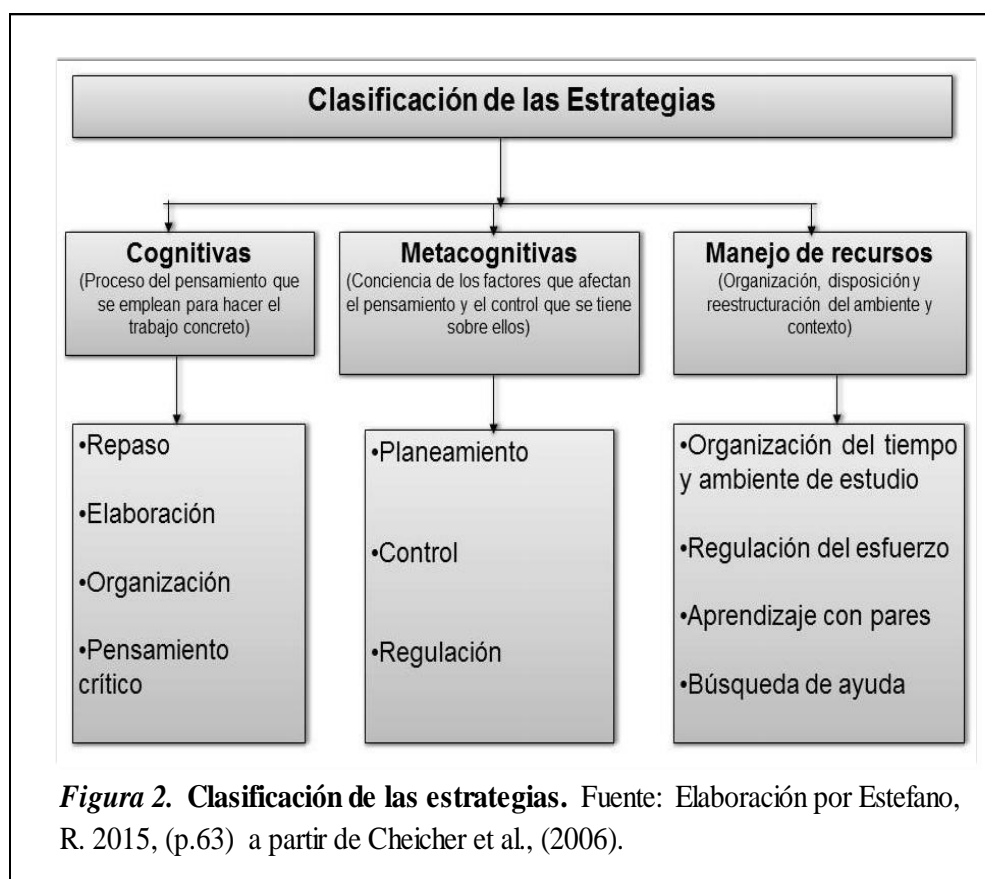 Clasificación de las Estrategias
Cognitivas
(Proceso del pensamiento que
se emplean para hacer el
trabajo concreto)
•Repaso
•Elaboración
•Organización
•Pensamiento
crítico
Metacognitivas
(Conciencia de los factores que afectan
el pensamiento y el control que se tiene
sobre ellos)
•Planeamiento
•Control
•Regulación
Manejo de recursos
(Organización, disposición y
reestructuración del ambiente y
contexto)
•Organización del tiempo
y ambiente de estudio
•Regulación del esfuerzo
•Aprendizaje con pares
•Búsqueda de ayuda
Figura 2. Clasificación de las estrategias. Fuente: Elaboración por Estefano,
R. 2015, (p.63) a partir de Cheicher et al., (2006).